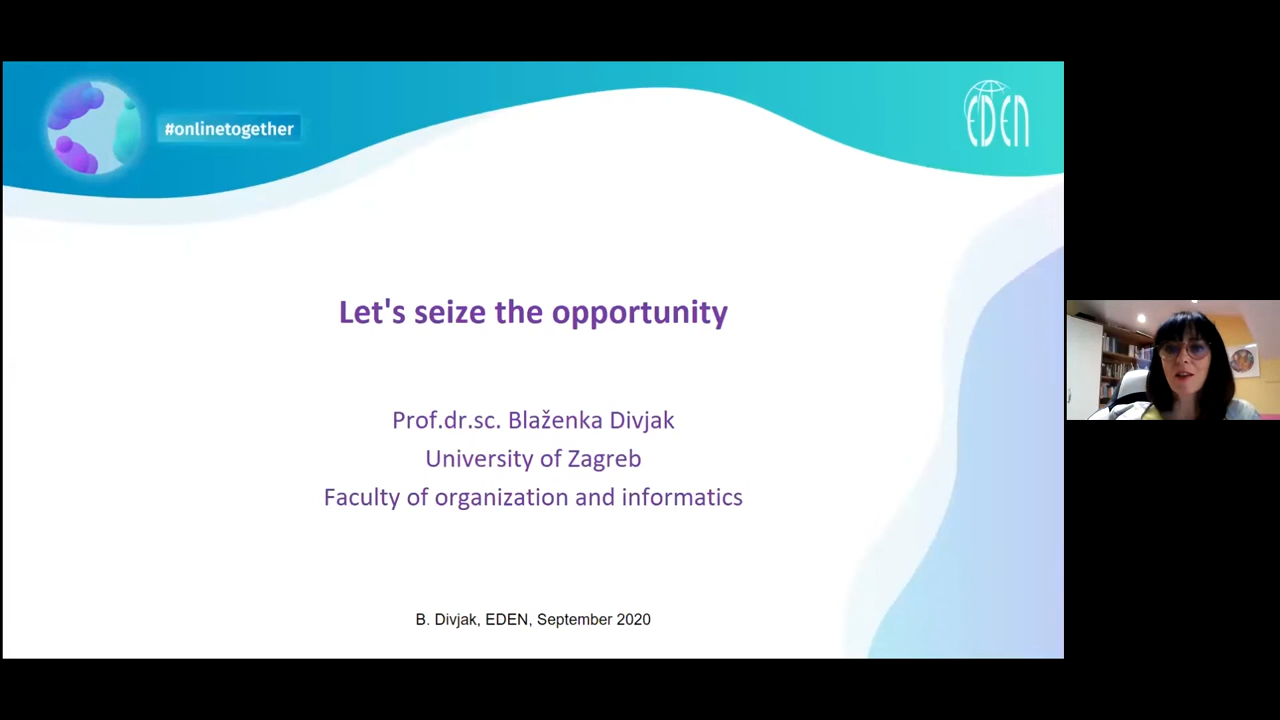 #onlinetogether
EDEN
Let's seize the opportunity
Prof.dr.sc. Blaženka Divjak
University of Zagreb
Faculty of organization and informatics
B. Divjak, EDEN, September 2020